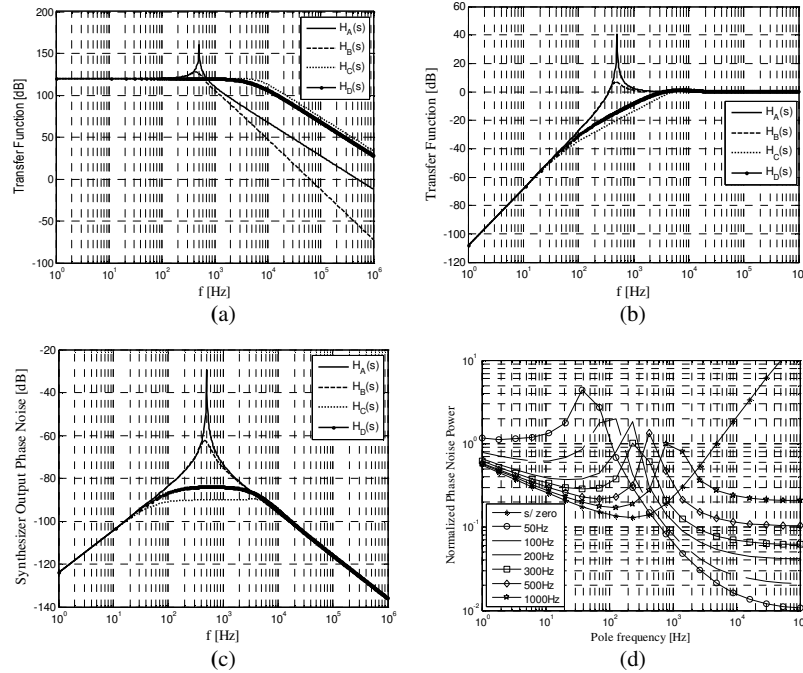 200
150
100
50
0
-50
-100
10^0 10^1 10^2 10^3 10^4 10^5 10^6
f [Hz]
Transfer Function [dB]
H_A(s)
H_B(s)
H_C(s)
H_D(s)
(a)
60
40
20
0
-20
-40
-60
-80
-100
-120
10^0 10^1 10^2 10^3 10^4 10^5 10^6
f [Hz]
Transfer Function [dB]
H_A(s)
H_B(s)
H_C(s)
H_D(s)
(b)
-20
-40
-60
-80
-100
-120
-140
10^0 10^1 10^2 10^3 10^4 10^5 10^6
f [Hz]
Synthesizer Output Phase Noise [dB]
H_A(s)
H_B(s)
H_C(s)
H_D(s)
(c)
10^1
10^0
10^-1
10^-2
10^0 10^1 10^2 10^3 10^4 10^5
Pole frequency [Hz]
Normalized Phase Noise Power
s/ zero
50Hz
100Hz
200Hz
300Hz
500Hz
1000Hz
(d)